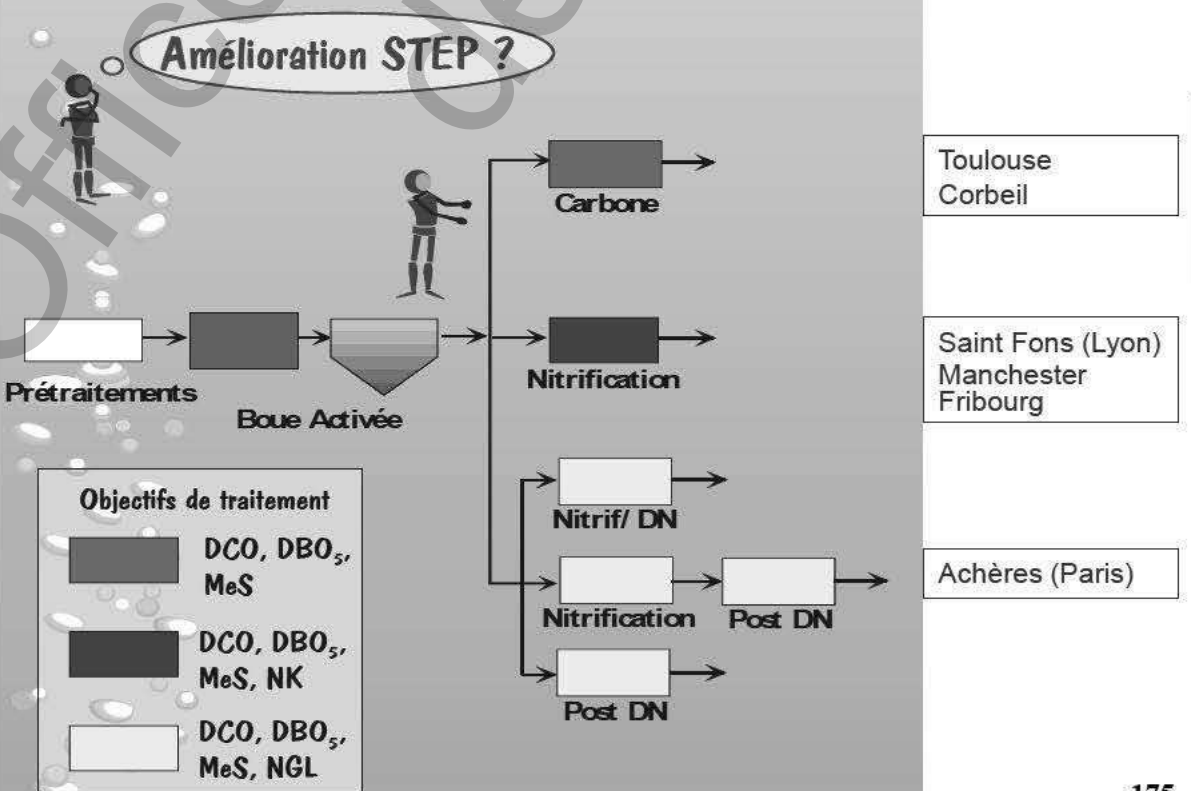 Amélioration STEP ?
Carbone
Toulouse
Corbeil
Prétraitements
Boue Activée
Nitrification
Saint Fons (Lyon)
Manchester
Fribourg
Nitrif/ DN
Nitrification
Post DN
Achères (Paris)
Post DN
Objectifs de traitement
DCO, DBO₅,
MeS
DCO, DBO₅,
MeS, NK
DCO, DBO₅,
MeS, NGL
175